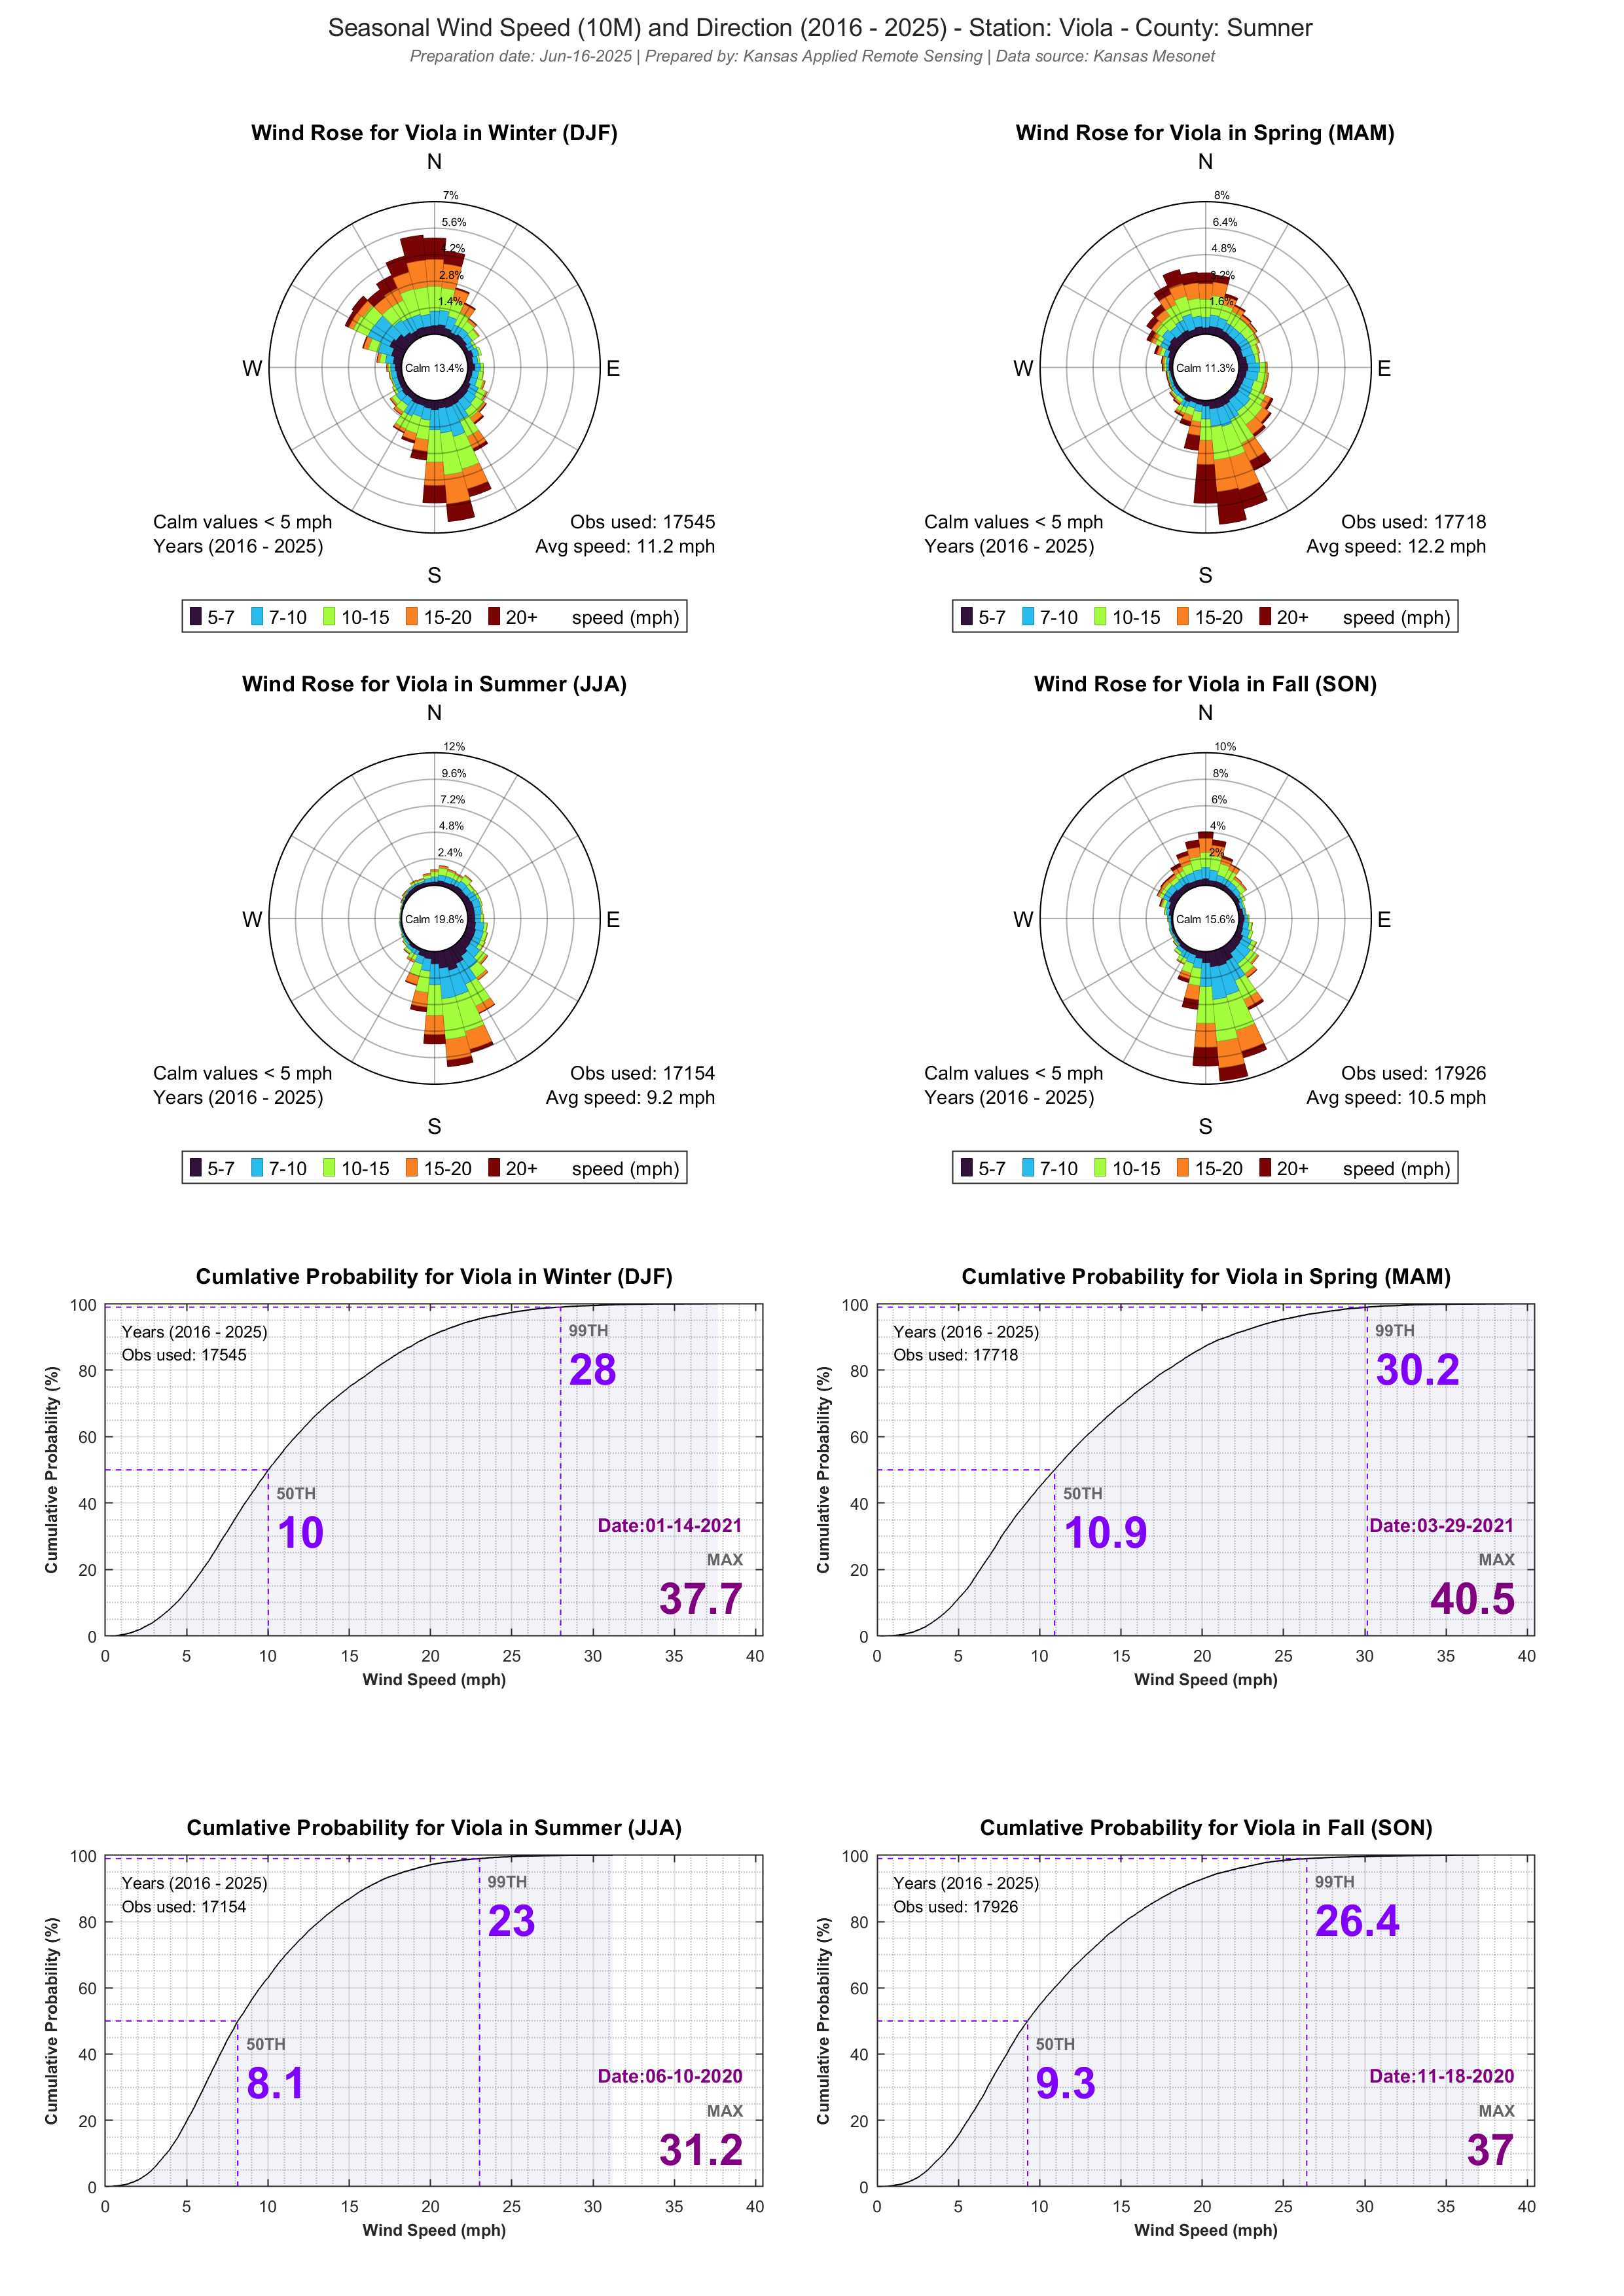 Seasonal Wind Speed (10M) and Direction (2016 - 2025) - Station: Viola - County: Sumner
Preparation date: Jun-16-2025 | Prepared by: Kansas Applied Remote Sensing | Data source: Kansas Mesonet
Wind Rose for Viola in Winter (DJF)
N
7%
5.6%
4.2%
2.8%
1.4%
W
Calm 13.4%
E
Calm values < 5 mph
Years (2016 - 2025)
Obs used: 17545
Avg speed: 11.2 mph
S
5-7 7-10 10-15 15-20 20+ speed (mph)
Wind Rose for Viola in Spring (MAM)
N
8%
6.4%
4.8%
3.2%
1.6%
W
Calm 11.3%
E
Calm values < 5 mph
Years (2016 - 2025)
Obs used: 17718
Avg speed: 12.2 mph
S
5-7 7-10 10-15 15-20 20+ speed (mph)
Wind Rose for Viola in Summer (JJA)
N
12%
9.6%
7.2%
4.8%
2.4%
W
Calm 19.8%
E
Calm values < 5 mph
Years (2016 - 2025)
Obs used: 17154
Avg speed: 9.2 mph
S
5-7 7-10 10-15 15-20 20+ speed (mph)
Wind Rose for Viola in Fall (SON)
N
10%
8%
6%
4%
2%
W
Calm 15.6%
E
Calm values < 5 mph
Years (2016 - 2025)
Obs used: 17926
Avg speed: 10.5 mph
S
5-7 7-10 10-15 15-20 20+ speed (mph)
Cumlative Probability for Viola in Winter (DJF)
Cumulative Probability (%)
100
80
60
40
20
0
Years (2016 - 2025)
Obs used: 17545
99TH
28
50TH
10
Date:01-14-2021
MAX
37.7
0 5 10 15 20 25 30 35 40
Wind Speed (mph)
Cumlative Probability for Viola in Spring (MAM)
Cumulative Probability (%)
100
80
60
40
20
0
Years (2016 - 2025)
Obs used: 17718
99TH
30.2
50TH
10.9
Date:03-29-2021
MAX
40.5
0 5 10 15 20 25 30 35 40
Wind Speed (mph)
Cumlative Probability for Viola in Summer (JJA)
Cumulative Probability (%)
100
80
60
40
20
0
Years (2016 - 2025)
Obs used: 17154
99TH
23
50TH
8.1
Date:06-10-2020
MAX
31.2
0 5 10 15 20 25 30 35 40
Wind Speed (mph)
Cumlative Probability for Viola in Fall (SON)
Cumulative Probability (%)
100
80
60
40
20
0
Years (2016 - 2025)
Obs used: 17926
99TH
26.4
50TH
9.3
Date:11-18-2020
MAX
37
0 5 10 15 20 25 30 35 40
Wind Speed (mph)